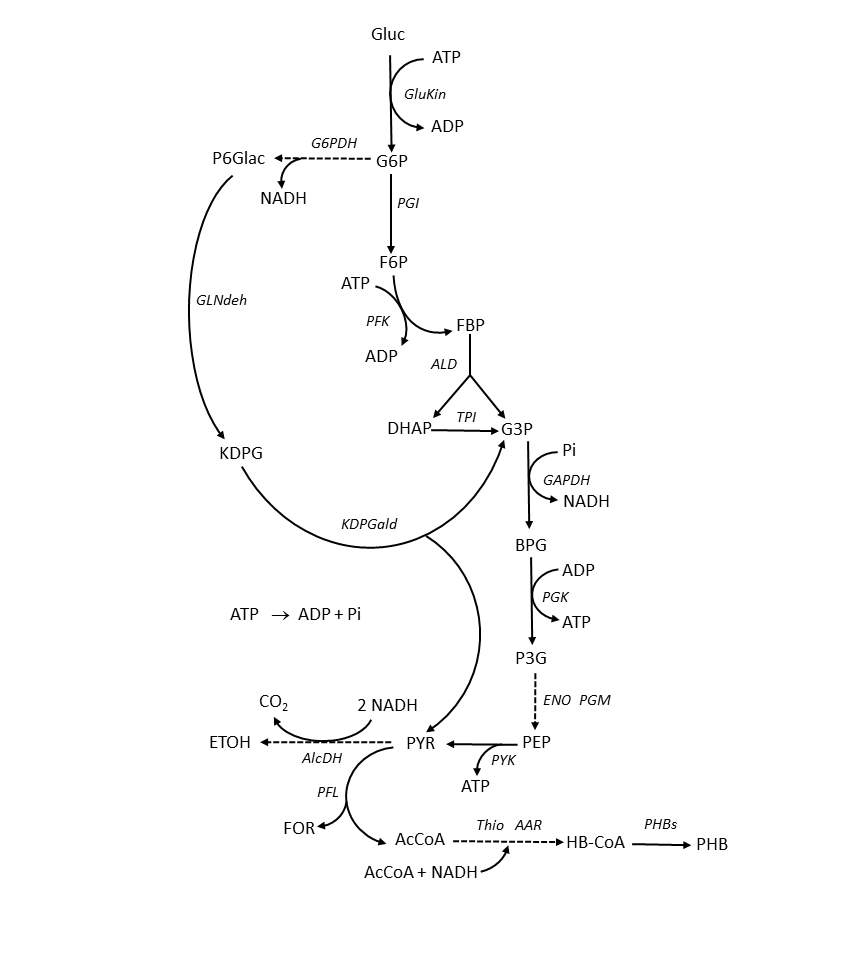 Gluc
ATP
GluKin
ADP
G6PDH
P6Glac
G6P
NADH
PGI
F6P
ATP
GLNdeh
PFK
FBP
ADP
ALD
DHAP
TPI
G3P
KDPG
Pi
GAPDH
NADH
KDPGald
BPG
ADP
PGK
ATP
ATP → ADP + Pi
P3G
ENO PGM
CO2
2 NADH
ETOH
PYR
PEP
AlcDH
PYK
ATP
PFL
FOR
Thio AAR
PHBs
AcCoA
HB-CoA
PHB
AcCoA + NADH